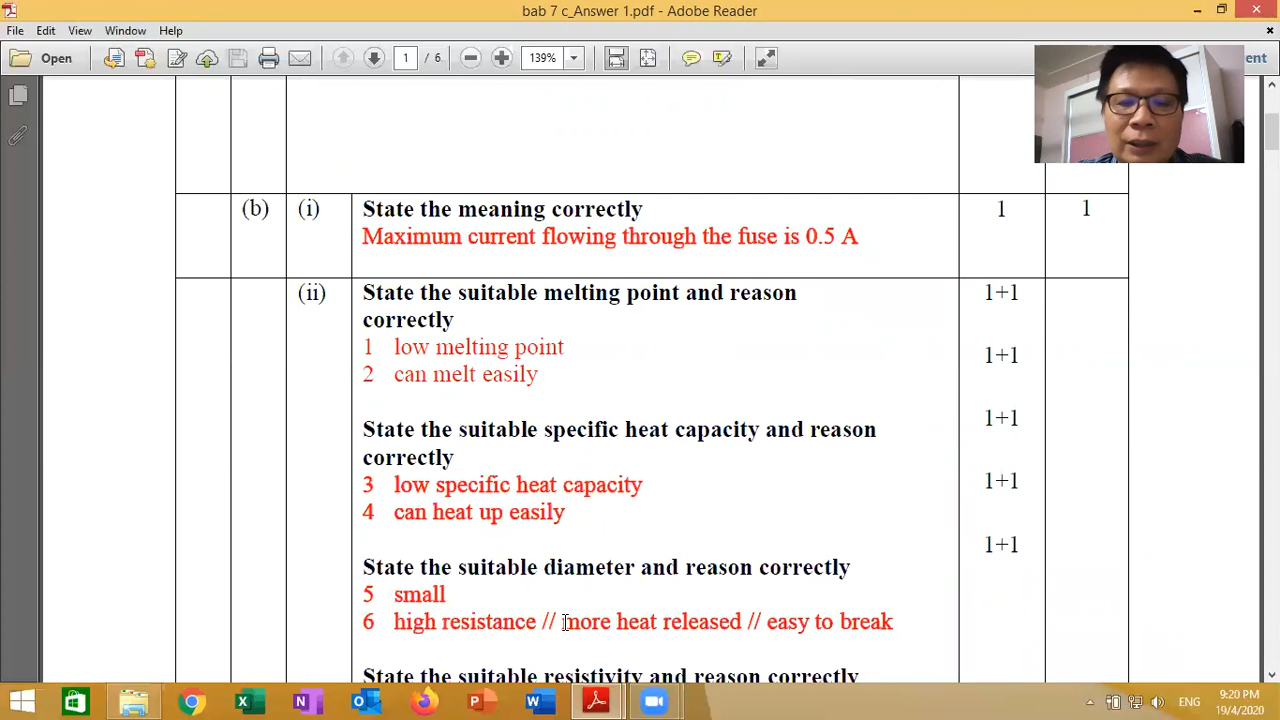 bab 7 c_Answer 1.pdf - Adobe Reader
File Edit View Window Help
Open 1 / 6 139% ent
(b) (i) State the meaning correctly 1 1
Maximum current flowing through the fuse is 0.5 A
(ii) State the suitable melting point and reason 1+1
correctly
1 low melting point 1+1
2 can melt easily
State the suitable specific heat capacity and reason 1+1
correctly
3 low specific heat capacity 1+1
4 can heat up easily
State the suitable diameter and reason correctly 1+1
5 small
6 high resistance // more heat released // easy to break
State the suitable resistivity and reason correctly
ENG 9:20 PM
19/4/2020